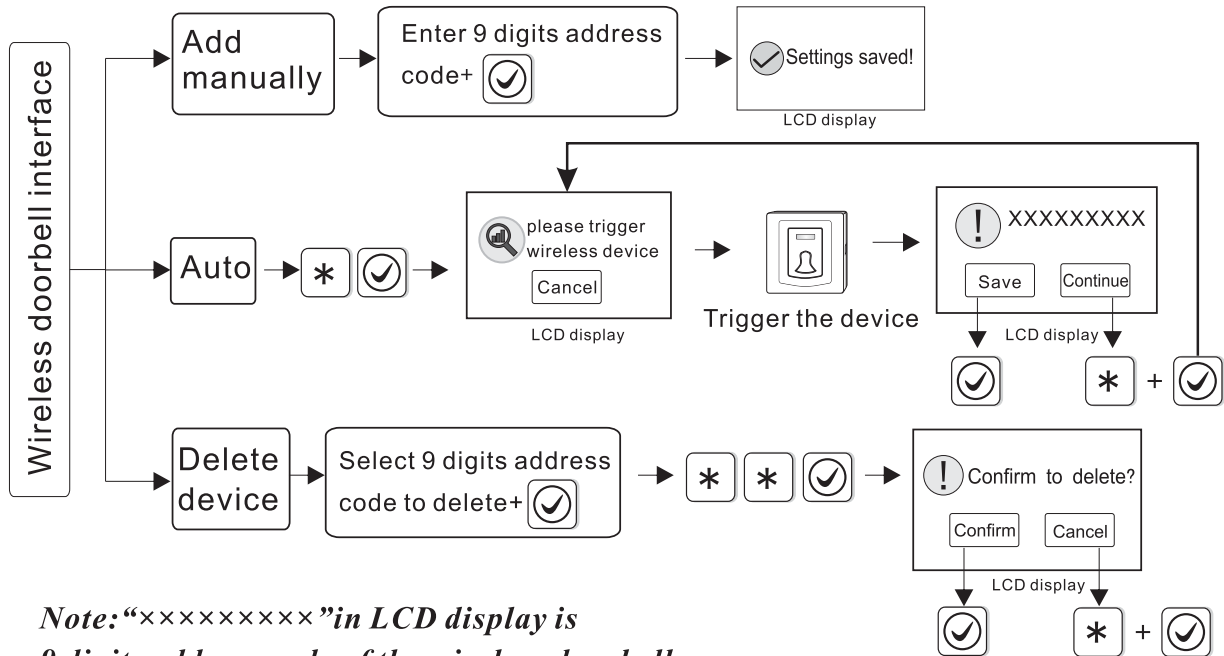 Wireless doorbell interface
Add
manually
Enter 9 digits address
code+
Settings saved!
LCD display
Auto
*
please trigger
wireless device
Cancel
LCD display
Trigger the device
! XXXXXXXXX
Save Continue
LCD display
* +
Delete
device
Select 9 digits address
code to delete+
* *
! Confirm to delete?
Confirm Cancel
LCD display
* +
Note:“×××××××××”in LCD display is